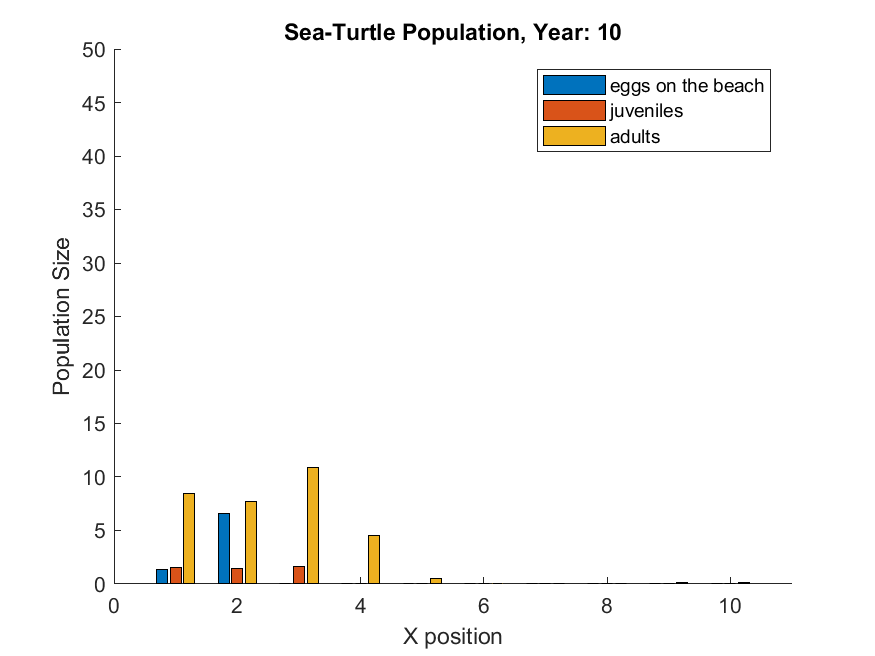 Sea-Turtle Population, Year: 10
50
45
40
35
30
25
20
15
10
5
0
Population Size
eggs on the beach
juveniles
adults
0 2 4 6 8 10
X position